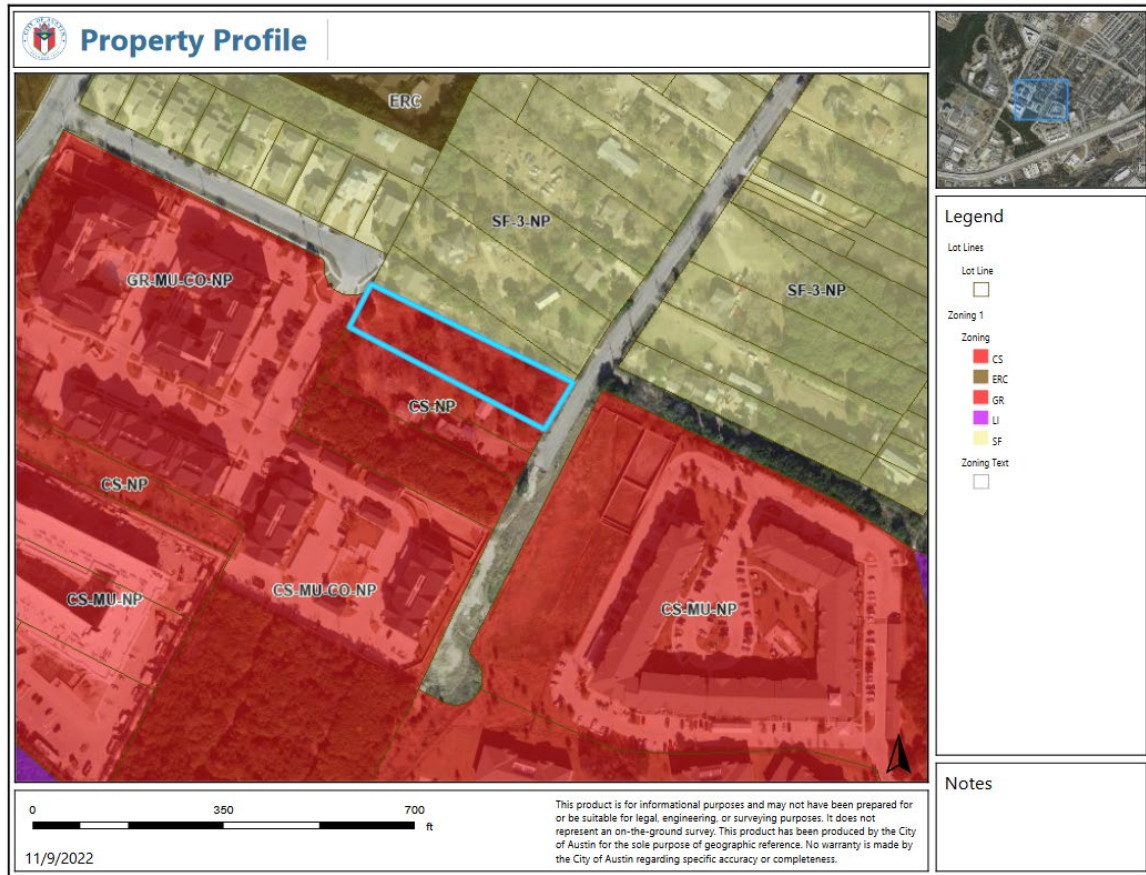 CITY OF AUSTIN
Property Profile
ERC
SF-3-NP
SF-3-NP
GR-MU-CO-NP
CS-NP
CS-NP
CS-MU-CO-NP
CS-MU-NP
CS-MU-NP
0 350 700
ft
11/9/2022
This product is for informational purposes and may not have been prepared for
or be suitable for legal, engineering, or surveying purposes. It does not
represent an on-the-ground survey. This product has been produced by the City
of Austin for the sole purpose of geographic reference. No warranty is made by
the City of Austin regarding specific accuracy or completeness.
Legend
Lot Lines
Lot Line
Zoning 1
Zoning
CS
ERC
GR
LI
SF
Zoning Text
Notes